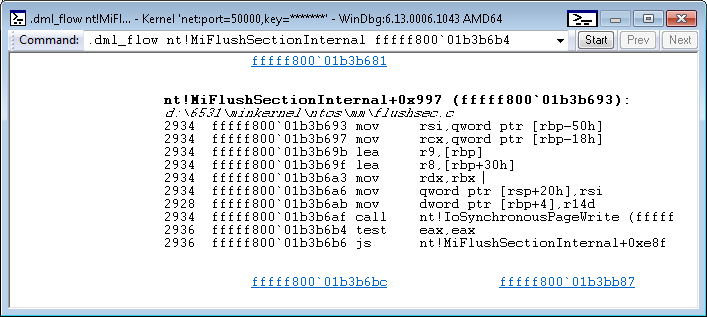 .dml_flow nt!MiFl... - Kernel 'net:port=50000,key=*******' - WinDbg:6.13.0006.1043 AMD64
Command: .dml_flow nt!MiFlushSectionInternal fffff800`01b3b6b4 Start Prev Next
fffff800`01b3b681
nt!MiFlushSectionInternal+0x997 (fffff800`01b3b693):
d:\6531\minkernel\ntos\mm\flushsec.c
2934 fffff800`01b3b693 mov rsi,qword ptr [rbp-50h]
2934 fffff800`01b3b697 mov rcx,qword ptr [rbp-18h]
2934 fffff800`01b3b69b lea r9,[rbp]
2934 fffff800`01b3b69f lea r8,[rbp+30h]
2934 fffff800`01b3b6a3 mov rdx,rbx
2934 fffff800`01b3b6a6 mov qword ptr [rsp+20h],rsi
2928 fffff800`01b3b6ab mov dword ptr [rbp+4],r14d
2934 fffff800`01b3b6af call nt!IoSynchronousPageWrite (fffff
2936 fffff800`01b3b6b4 test eax,eax
2936 fffff800`01b3b6b6 js nt!MiFlushSectionInternal+0xe8f
fffff800`01b3b6bc fffff800`01b3bb87